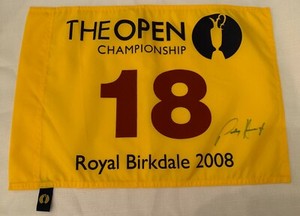 THE OPEN
CHAMPIONSHIP
18
Royal Birkdale 2008